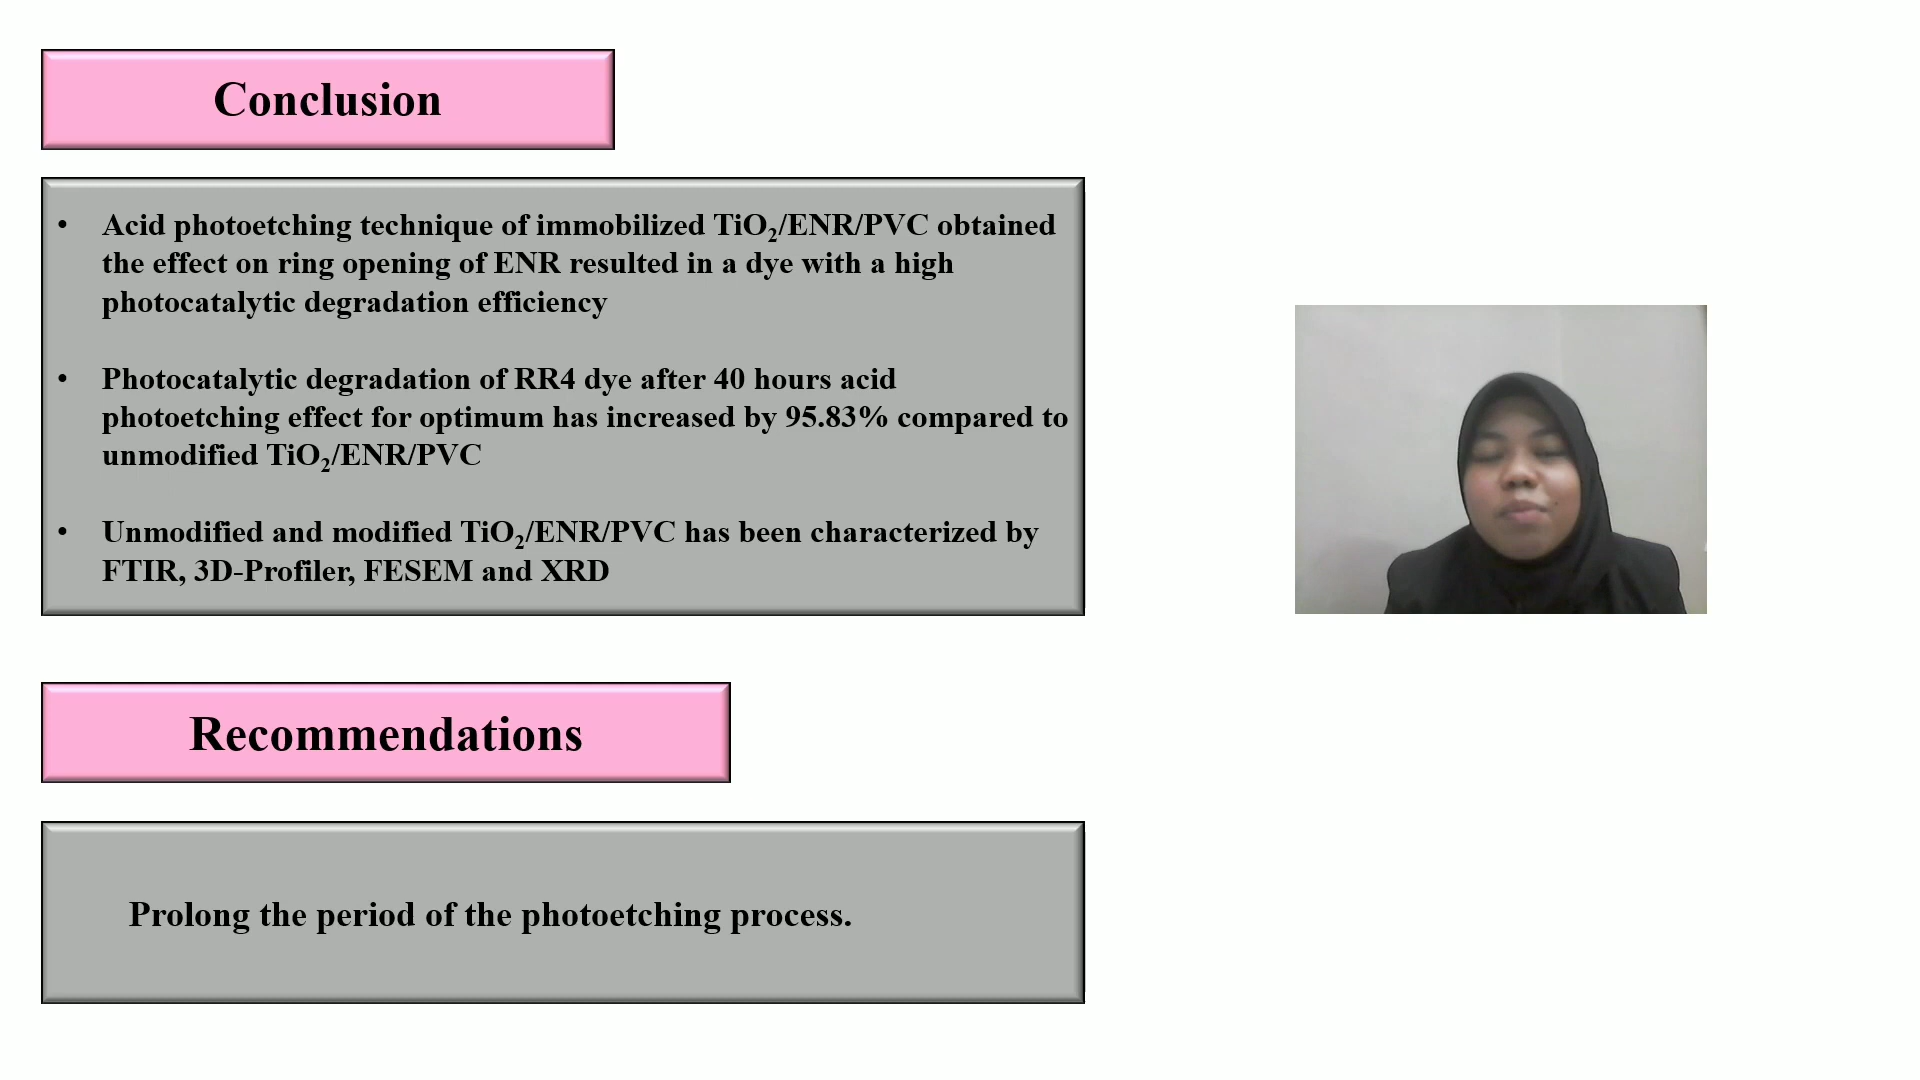 Conclusion
• Acid photoetching technique of immobilized TiO₂/ENR/PVC obtained
the effect on ring opening of ENR resulted in a dye with a high
photocatalytic degradation efficiency
• Photocatalytic degradation of RR4 dye after 40 hours acid
photoetching effect for optimum has increased by 95.83% compared to
unmodified TiO₂/ENR/PVC
• Unmodified and modified TiO₂/ENR/PVC has been characterized by
FTIR, 3D-Profiler, FESEM and XRD
Recommendations
Prolong the period of the photoetching process.